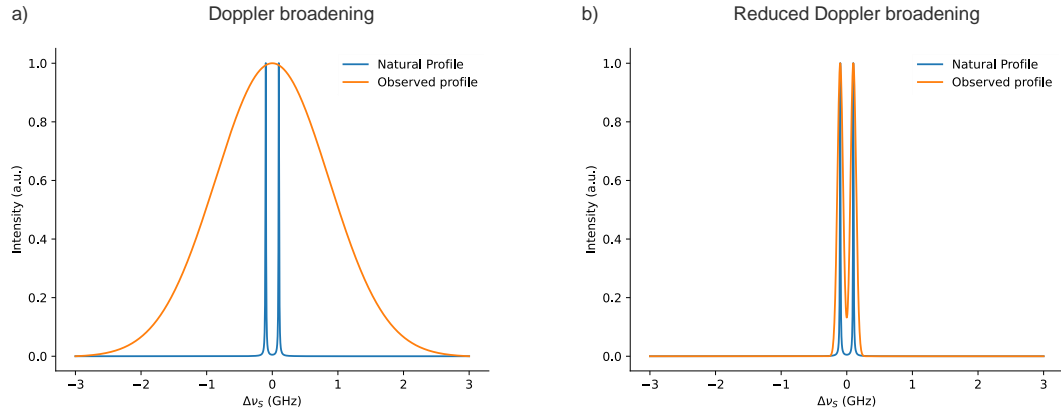 a)
Doppler broadening
Natural Profile
Observed profile
1.0
0.8
0.6
0.4
0.2
0.0
Intensity (a.u.)
−3
−2
−1
0
1
2
3
Δν_S (GHz)
b)
Reduced Doppler broadening
Natural Profile
Observed profile
1.0
0.8
0.6
0.4
0.2
0.0
Intensity (a.u.)
−3
−2
−1
0
1
2
3
Δν_S (GHz)